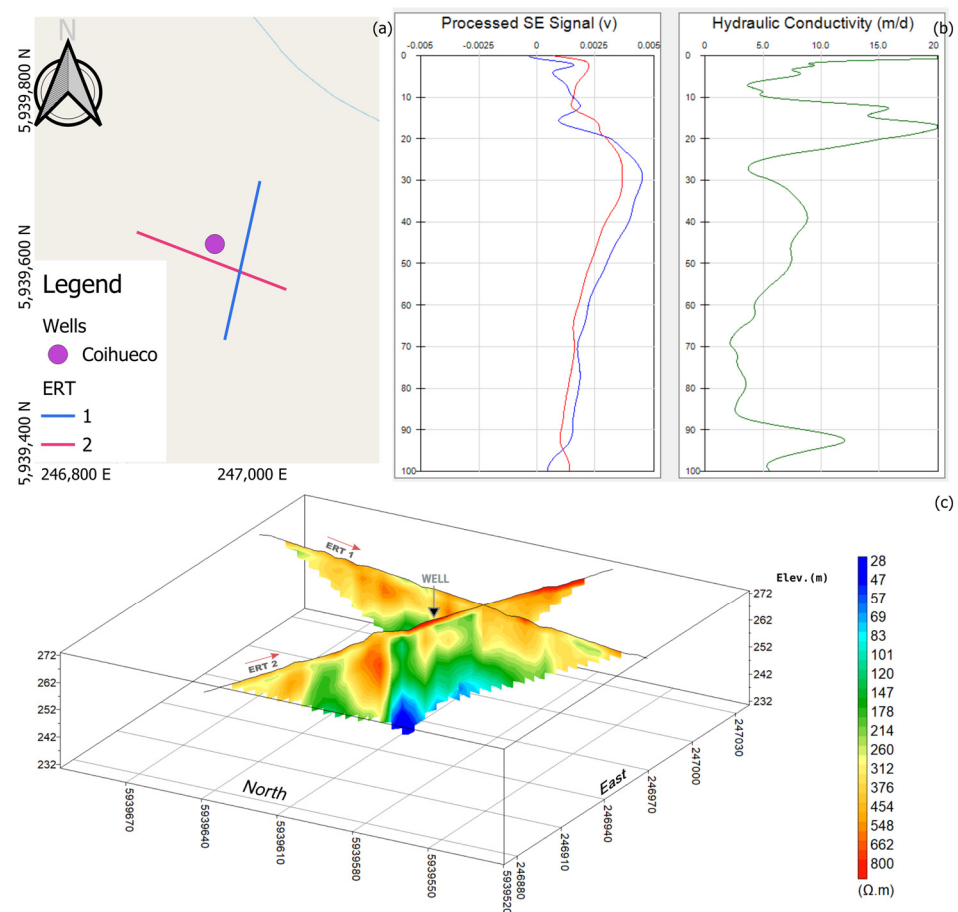 N
(a)
5,939,800 N
5,939,600 N
5,939,400 N
Legend
Wells
Coihueco
ERT
1
2
246,800 E
247,000 E
Processed SE Signal (v)
-0.005 -0.0025 0 0.0025 0.005
0
10
20
30
40
50
60
70
80
90
100
Hydraulic Conductivity (m/d)
(b)
0 5.0 10.0 15.0 20
0
10
20
30
40
50
60
70
80
90
100
(c)
ERT 1
WELL
ERT 2
Elev.(m)
272
262
252
242
232
272
262
252
242
232
North
East
5939670
5939640
5939610
5939580
5939550
5939520
246880
246910
246940
246970
247000
247030
28
47
57
69
83
101
120
147
178
214
260
312
376
454
548
662
800
(Ω.m)